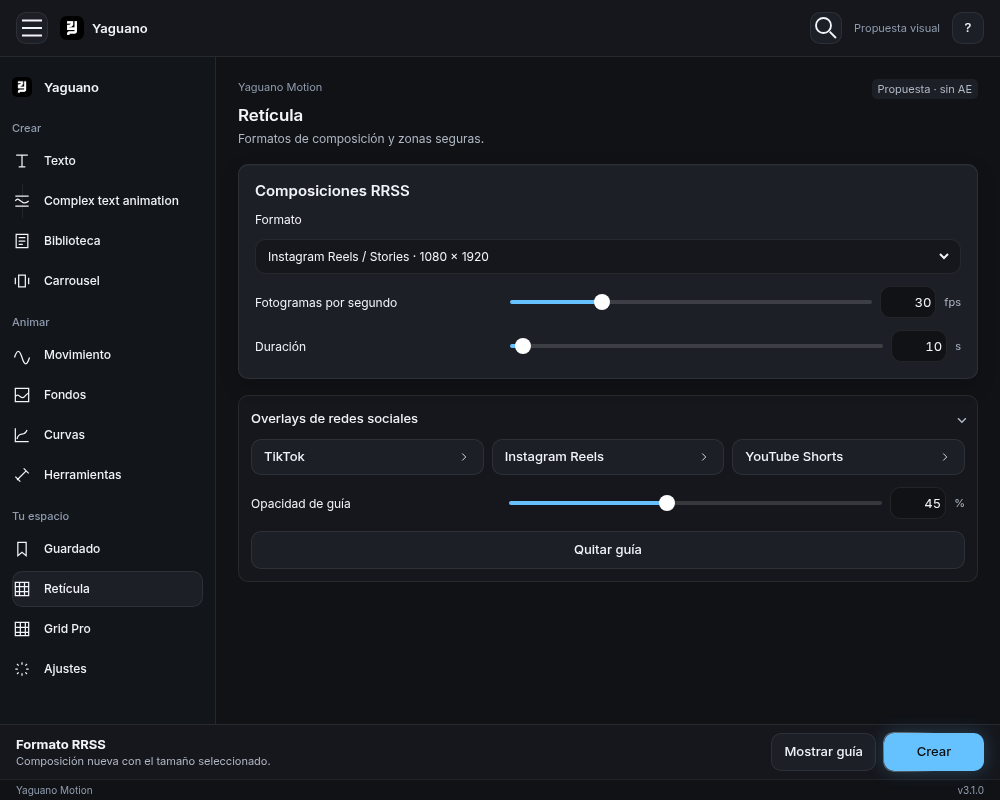 Yaguano
Propuesta visual
?
Yaguano
Crear
Texto
Complex text animation
Biblioteca
Carrousel
Animar
Movimiento
Fondos
Curvas
Herramientas
Tu espacio
Guardado
Retícula
Grid Pro
Ajustes
Yaguano Motion
Propuesta · sin AE
Retícula
Formatos de composición y zonas seguras.
Composiciones RRSS
Formato
Instagram Reels / Stories · 1080 × 1920
Fotogramas por segundo
30 fps
Duración
10 s
Overlays de redes sociales
TikTok
Instagram Reels
YouTube Shorts
Opacidad de guía
45 %
Quitar guía
Formato RRSS
Composición nueva con el tamaño seleccionado.
Mostrar guía
Crear
Yaguano Motion
v3.1.0